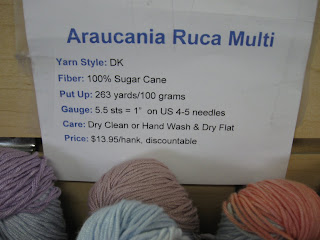 Araucania Ruca Multi
Yarn Style: DK
Fiber: 100% Sugar Cane
Put Up: 263 yards/100 grams
Gauge: 5.5 sts = 1" on US 4-5 needles
Care: Dry Clean or Hand Wash & Dry Flat
Price: $13.95/hank, discountable